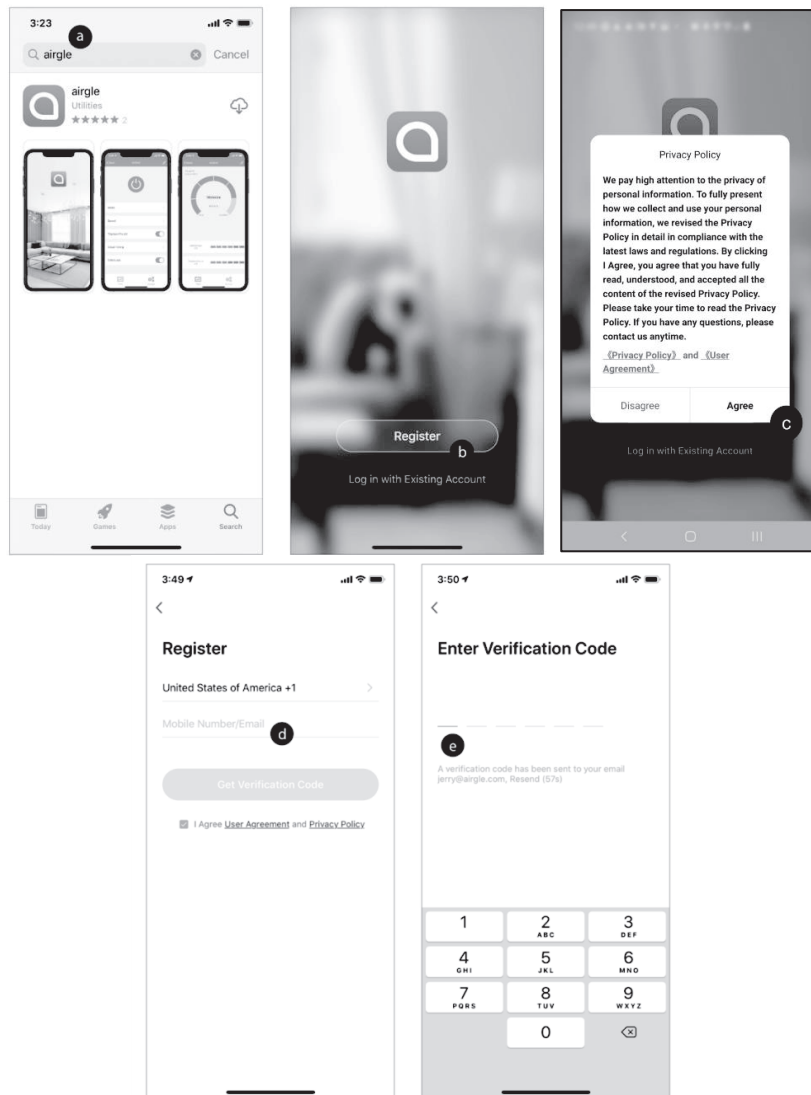 3:23
a
airgle
Cancel
airgle
Utilities
2
Today
Games
Apps
Search
Register
b
Log in with Existing Account
Privacy Policy
We pay high attention to the privacy of
personal information. To fully present
how we collect and use your personal
information, we revised the Privacy
Policy in detail in compliance with the
latest laws and regulations. By clicking
I Agree, you agree that you have fully
read, understood, and accepted all the
content of the revised Privacy Policy.
Please take your time to read the Privacy
Policy. If you have any questions, please
contact us anytime.
《Privacy Policy》 and 《User
Agreement》
Disagree
Agree
c
Log in with Existing Account
3:49
Register
United States of America +1
Mobile Number/Email
d
Get Verification Code
I Agree User Agreement and Privacy Policy
3:50
Enter Verification Code
e
A verification code has been sent to your email
jerry@airgle.com, Resend (57s)
1
2 ABC
3 DEF
4 GHI
5 JKL
6 MNO
7 PQRS
8 TUV
9 WXYZ
0